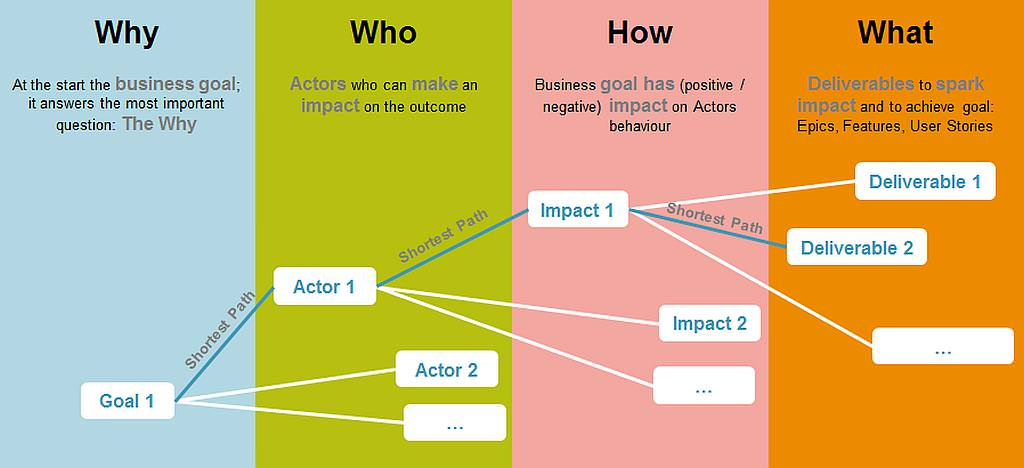 Why
At the start the business goal;
it answers the most important
question: The Why
Who
Actors who can make an
impact on the outcome
How
Business goal has (positive /
negative) impact on Actors
behaviour
What
Deliverables to spark
impact and to achieve goal:
Epics, Features, User Stories
Goal 1
Shortest Path
Actor 1
Actor 2
...
Shortest Path
Impact 1
Impact 2
...
Shortest Path
Deliverable 1
Deliverable 2
...